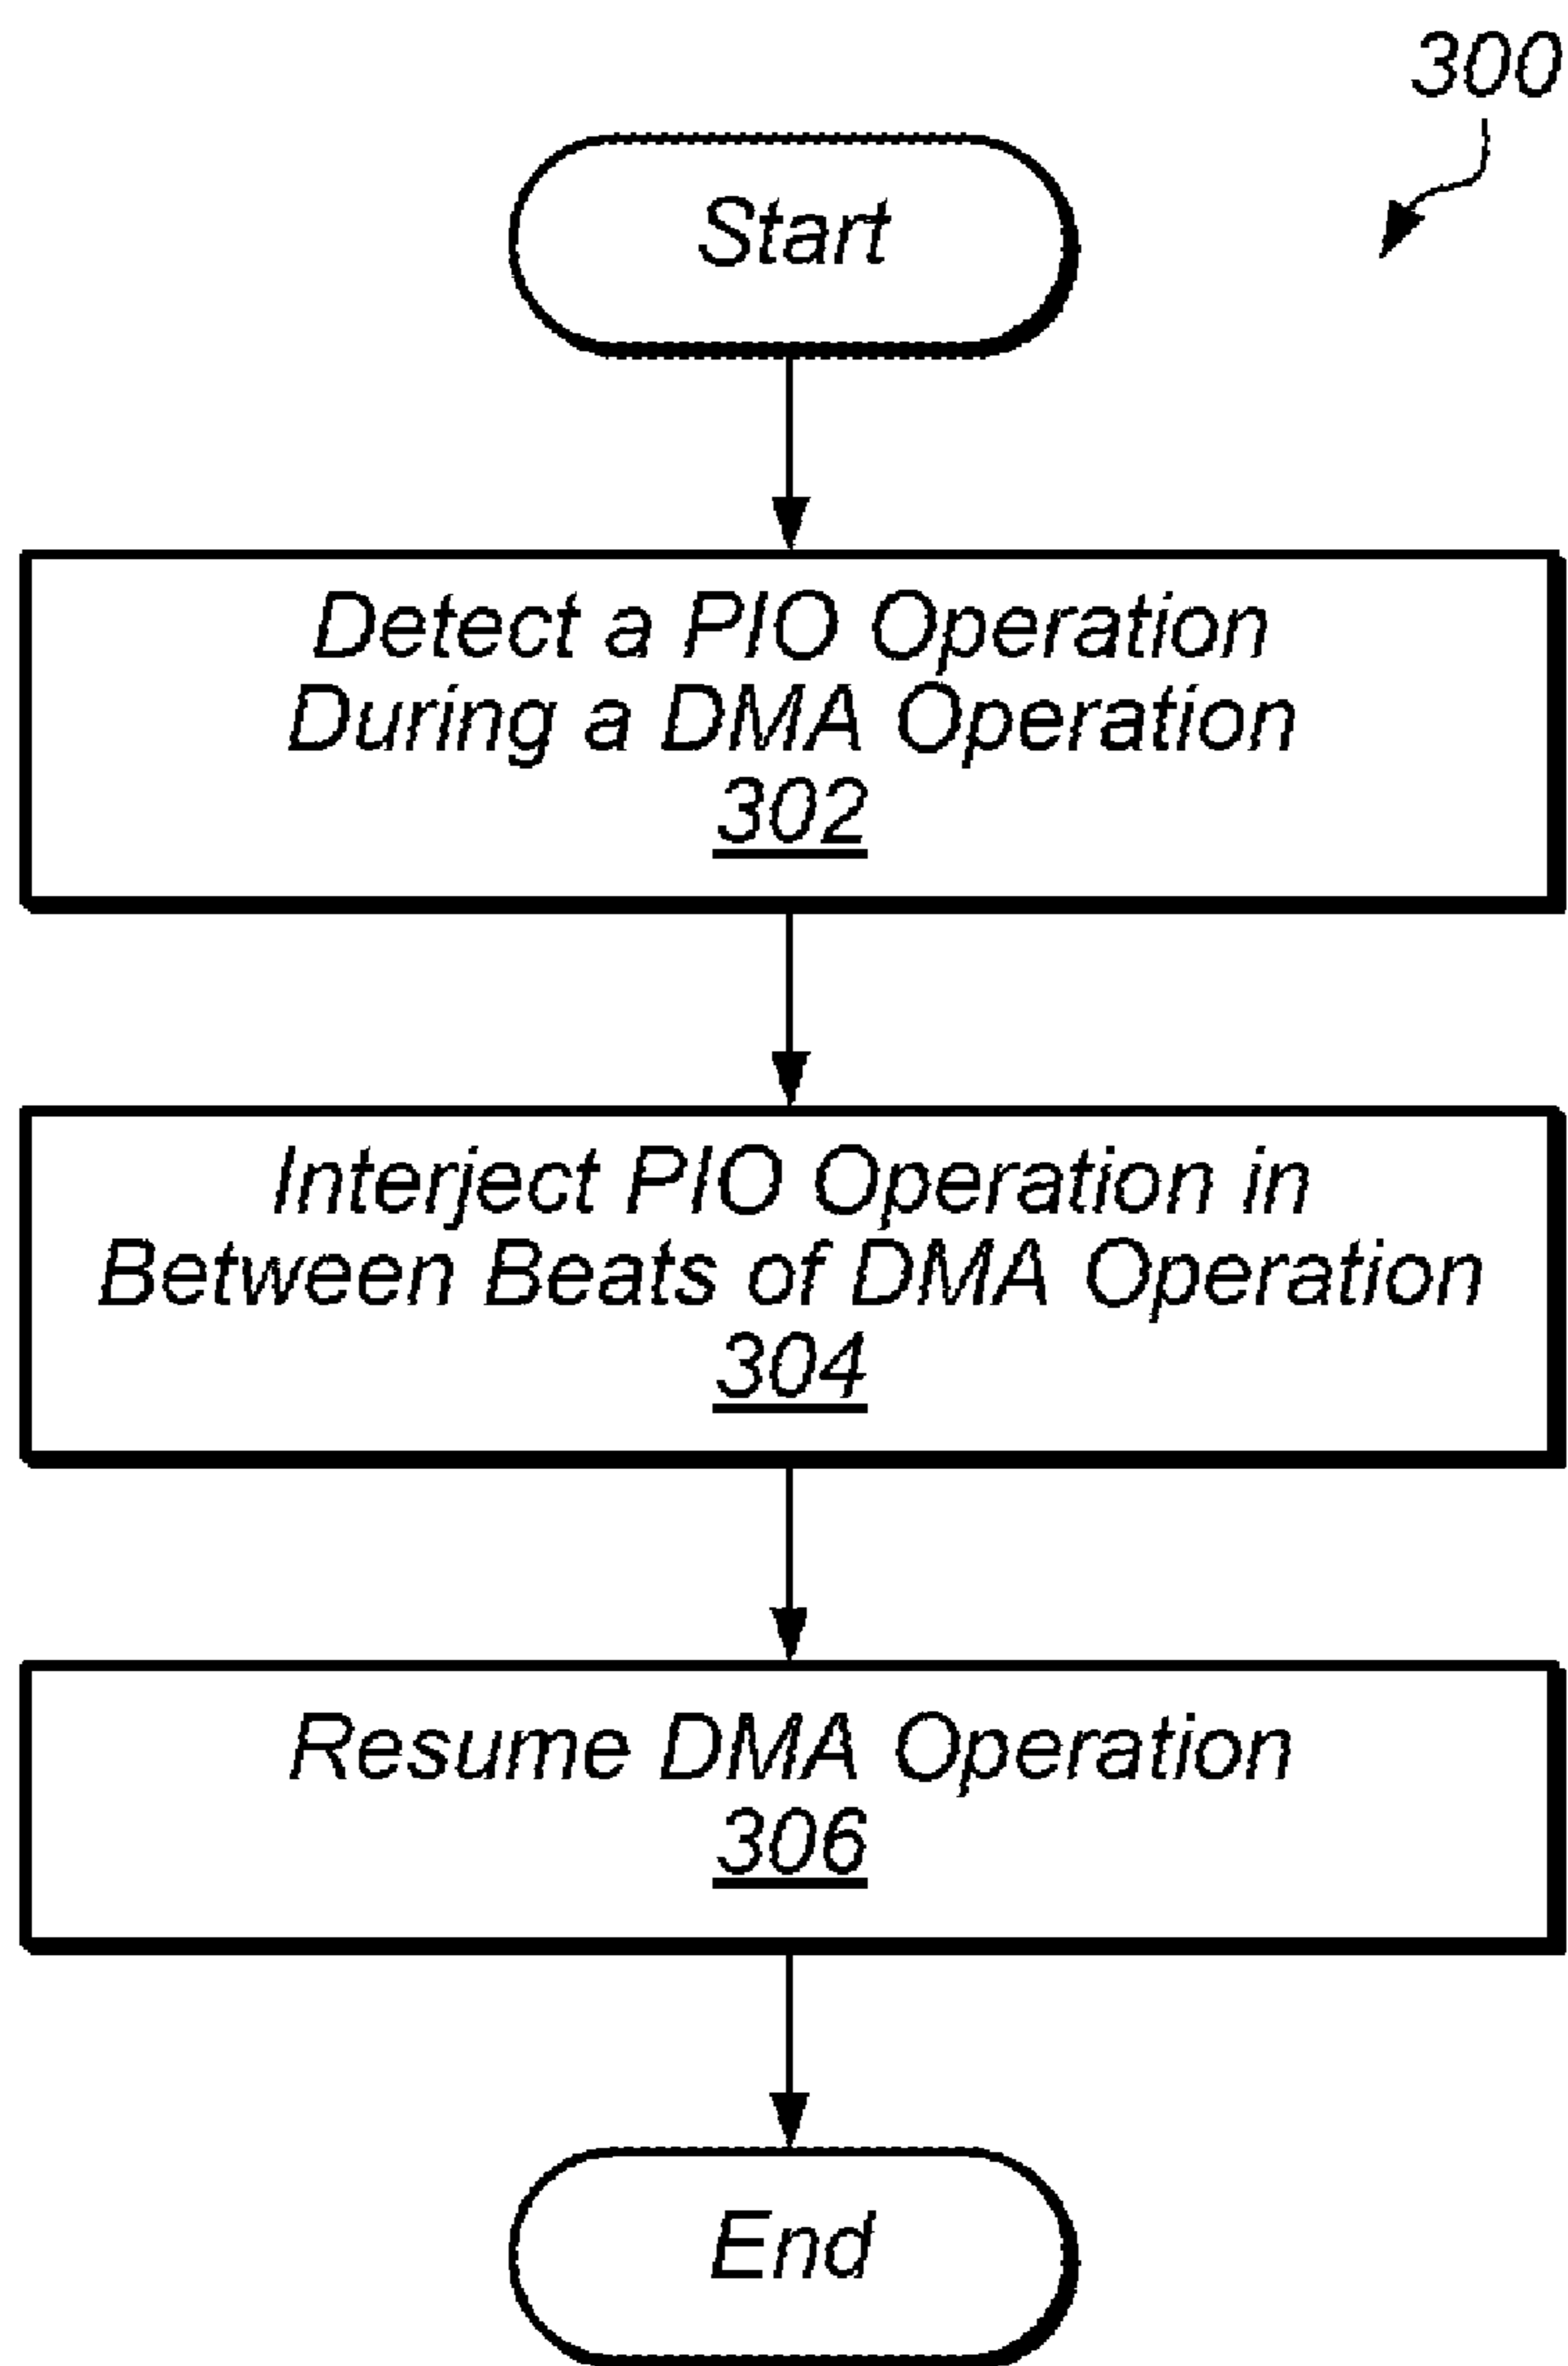 300
Start
Detect a PIO Operation
During a DMA Operation
302
Interject PIO Operation in
Between Beats of DMA Operation
304
Resume DMA Operation
306
End